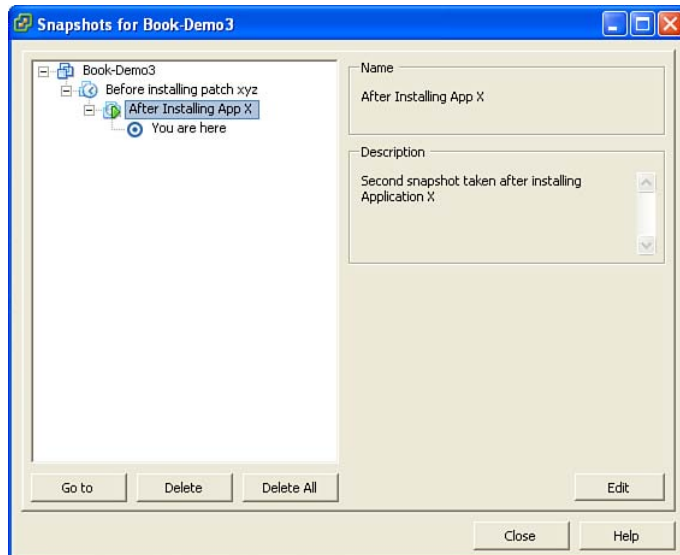 Snapshots for Book-Demo3
Book-Demo3
Before installing patch xyz
After Installing App X
You are here
Name
After Installing App X
Description
Second snapshot taken after installing
Application X
Go to
Delete
Delete All
Edit
Close
Help